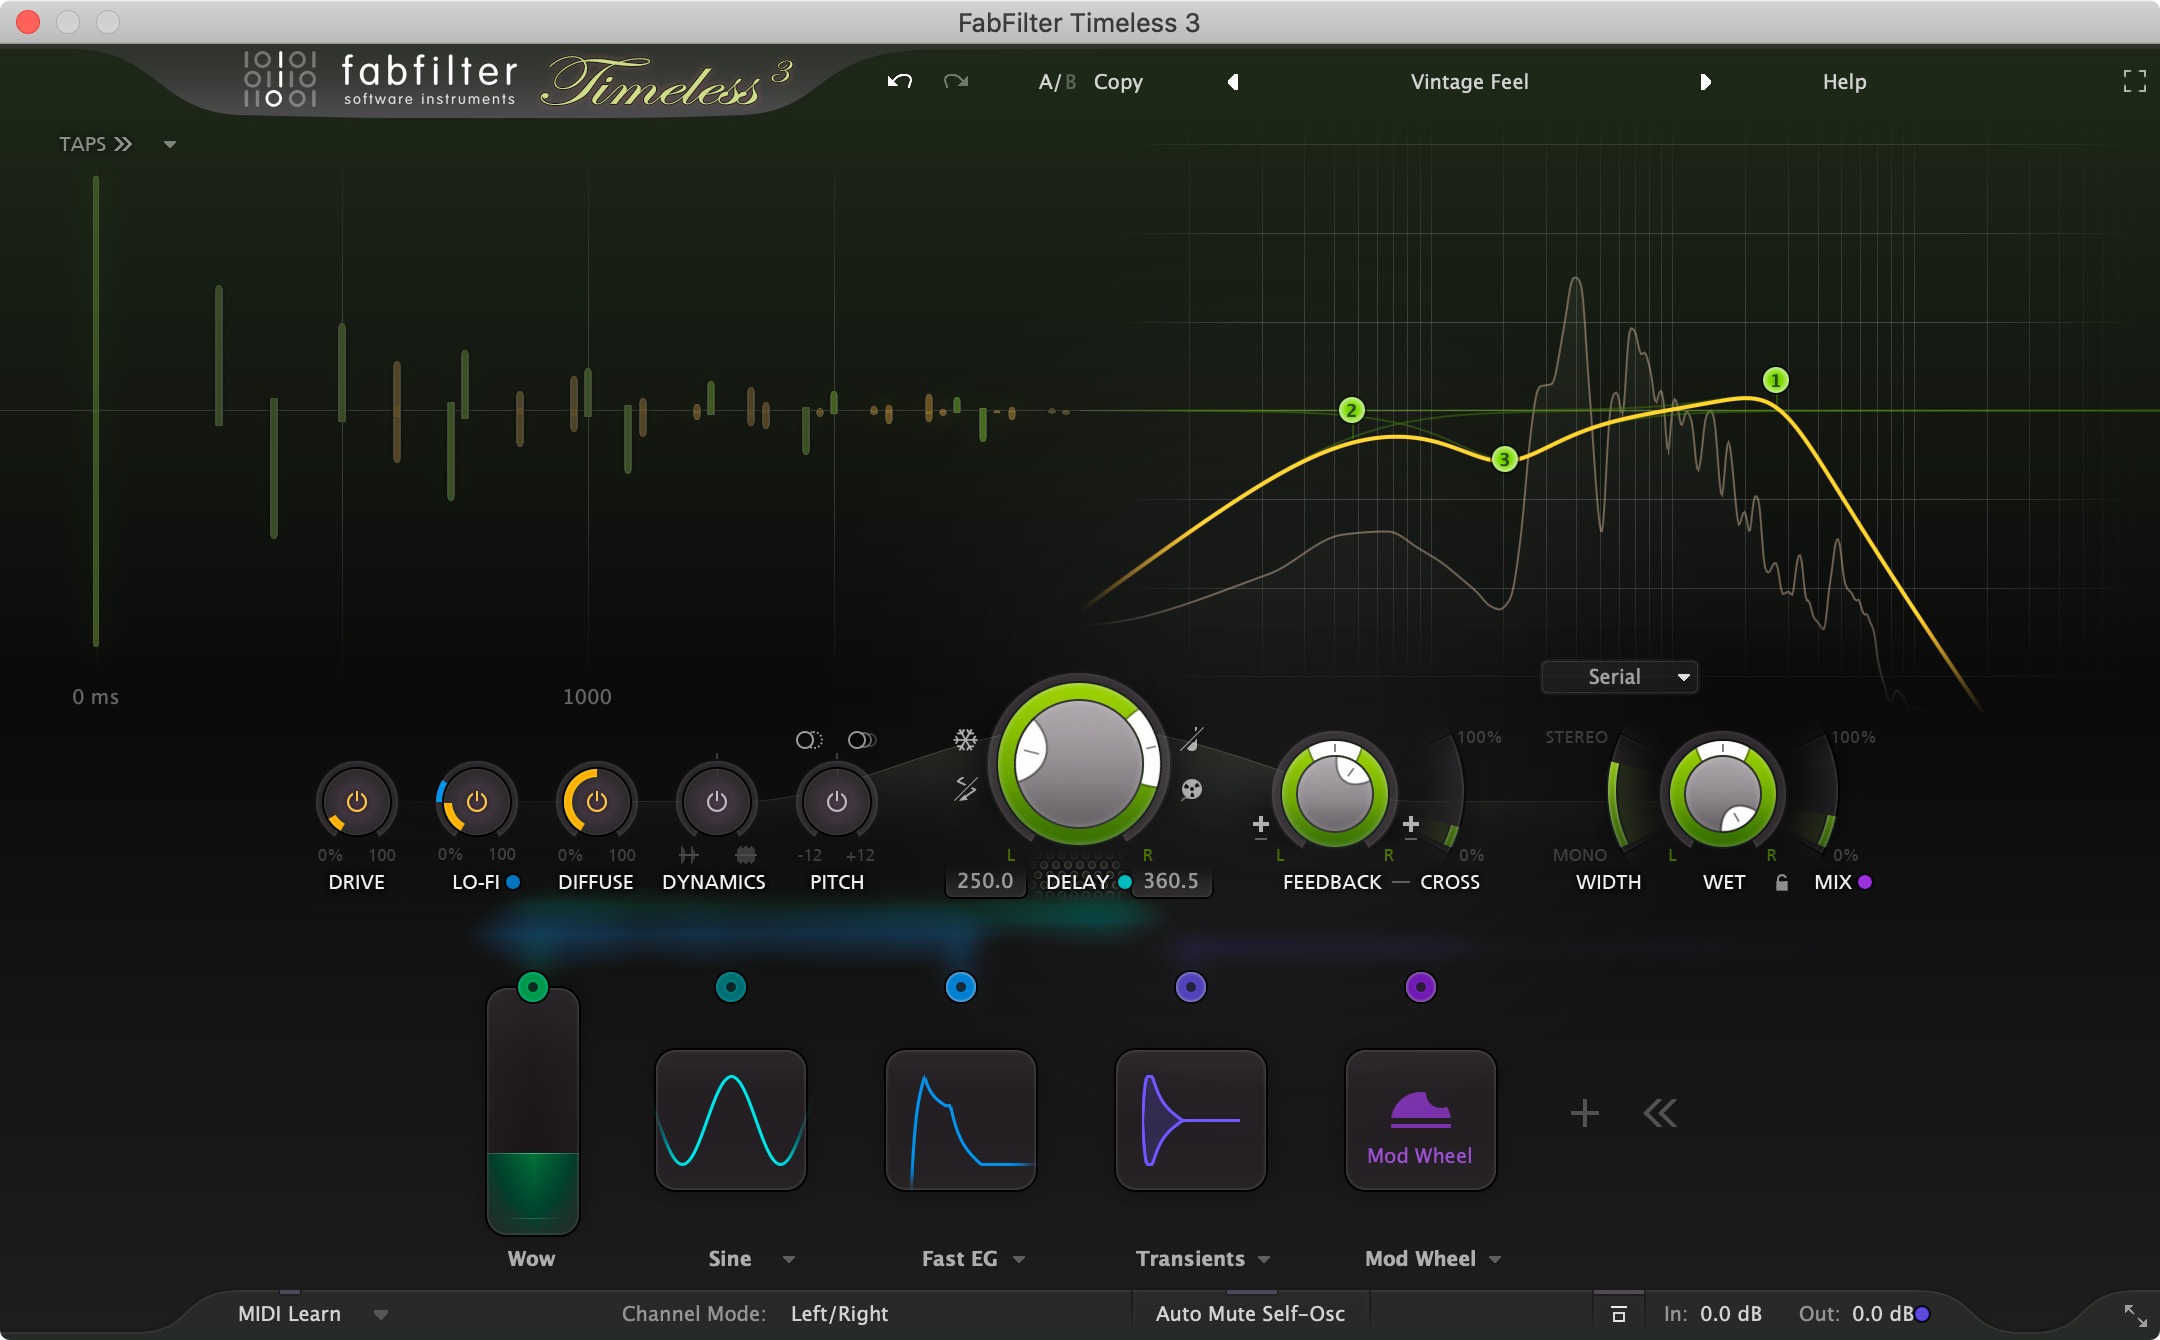 FabFilter Timeless 3
fabfilter
software instruments
Timeless 3
A/B Copy
Vintage Feel
Help
TAPS
2
3
1
0 ms
1000
Serial
0% 100
DRIVE
0% 100
LO-FI
0% 100
DIFFUSE
DYNAMICS
-12 +12
PITCH
L R
250.0 DELAY 360.5
L R
FEEDBACK — CROSS
100%
0%
STEREO
MONO
WIDTH
L R
WET
100%
0%
MIX
Mod Wheel
Wow
Sine
Fast EG
Transients
Mod Wheel
MIDI Learn
Channel Mode: Left/Right
Auto Mute Self-Osc
In: 0.0 dB
Out: 0.0 dB